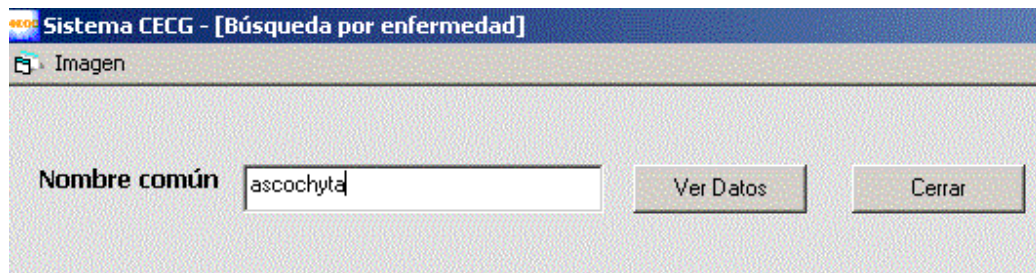 Sistema CECG - [Búsqueda por enfermedad]
Imagen
Nombre común ascochyta Ver Datos Cerrar